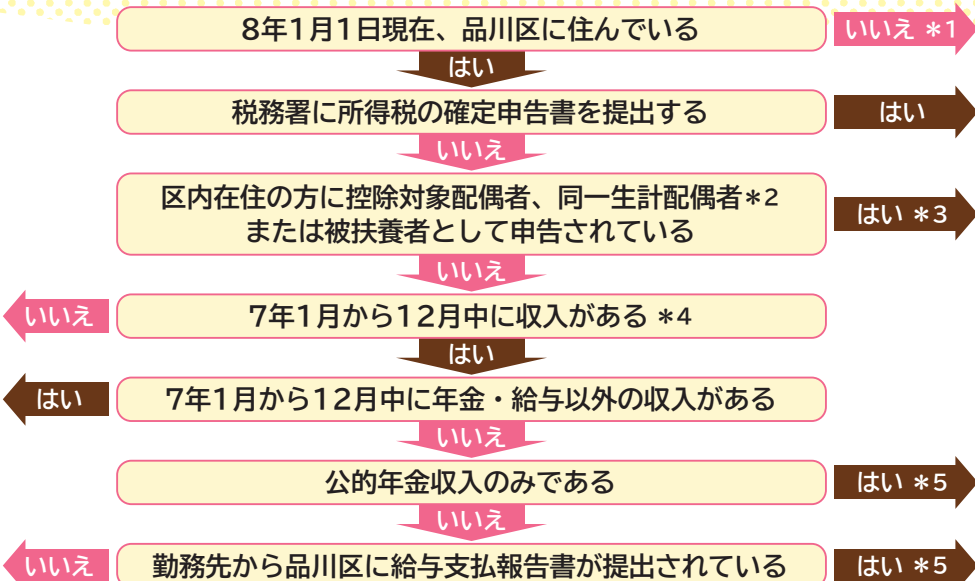 8年1月1日現在、品川区に住んでいる
いいえ *1
はい
税務署に所得税の確定申告書を提出する
はい
いいえ
区内在住の方に控除対象配偶者、同一生計配偶者*2
または被扶養者として申告されている
はい *3
いいえ
いいえ
7年1月から12月中に収入がある *4
はい
はい
7年1月から12月中に年金・給与以外の収入がある
いいえ
公的年金収入のみである
はい *5
いいえ
いいえ
勤務先から品川区に給与支払報告書が提出されている
はい *5